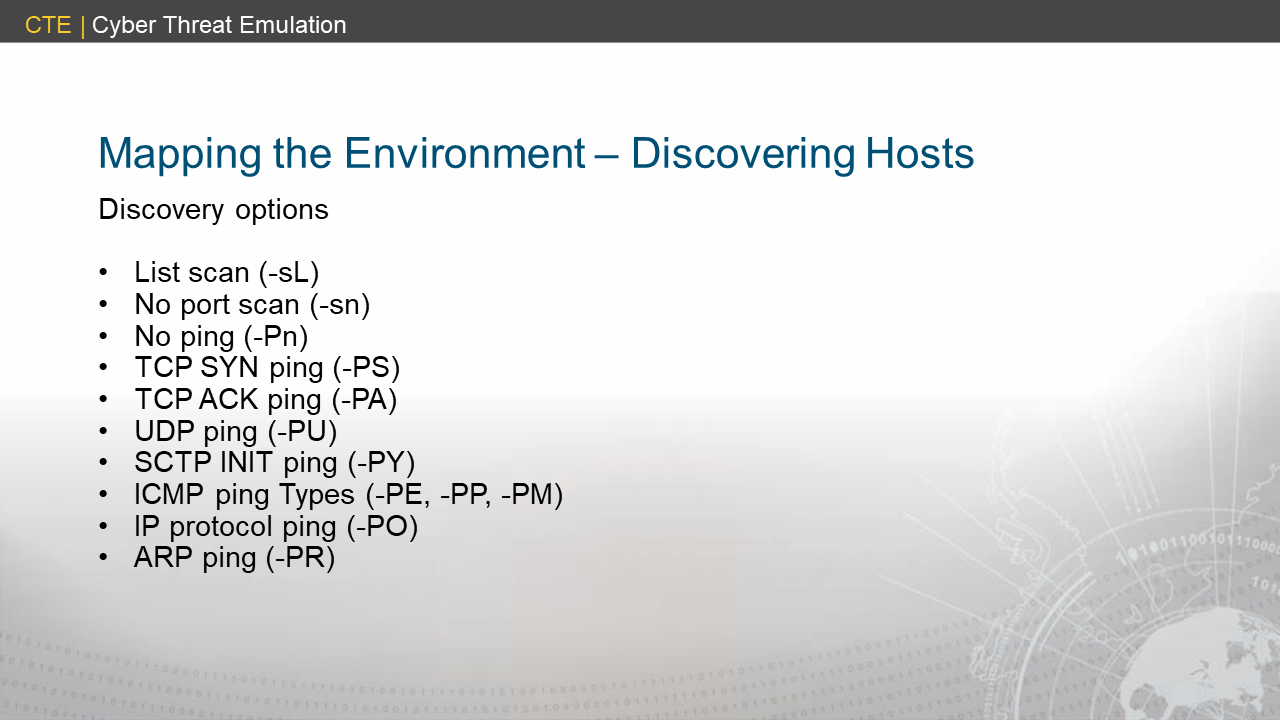 CTE | Cyber Threat Emulation
Mapping the Environment – Discovering Hosts
Discovery options
• List scan (-sL)
• No port scan (-sn)
• No ping (-Pn)
• TCP SYN ping (-PS)
• TCP ACK ping (-PA)
• UDP ping (-PU)
• SCTP INIT ping (-PY)
• ICMP ping Types (-PE, -PP, -PM)
• IP protocol ping (-PO)
• ARP ping (-PR)